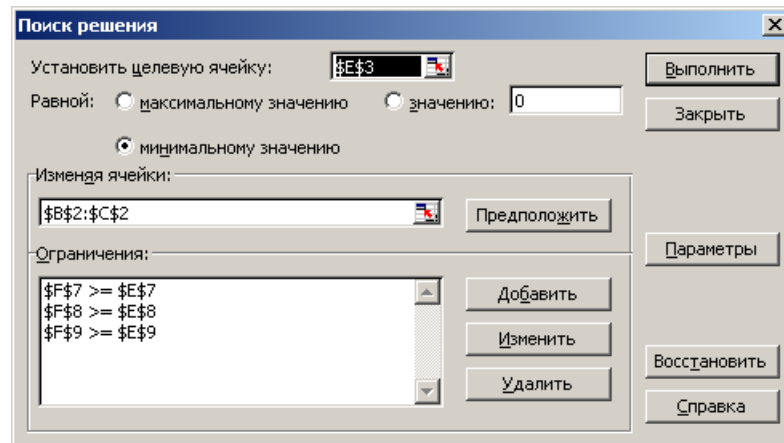 Поиск решения
Установить целевую ячейку: $E$3
Выполнить
Равной: максимальному значению значению: 0
Закрыть
минимальному значению
Изменяя ячейки:
$B$2:$C$2
Предположить
Параметры
Ограничения:
$F$7 >= $E$7
$F$8 >= $E$8
$F$9 >= $E$9
Добавить
Изменить
Удалить
Восстановить
Справка